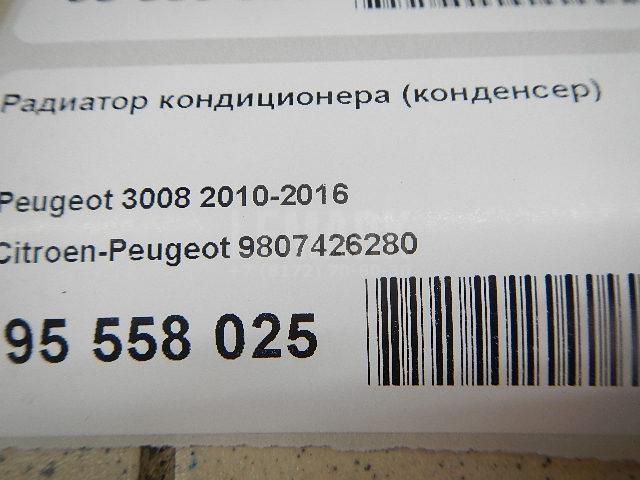 Радиатор кондиционера (конденсер)
Peugeot 3008 2010-2016
Citroen-Peugeot 9807426280
95 558 025